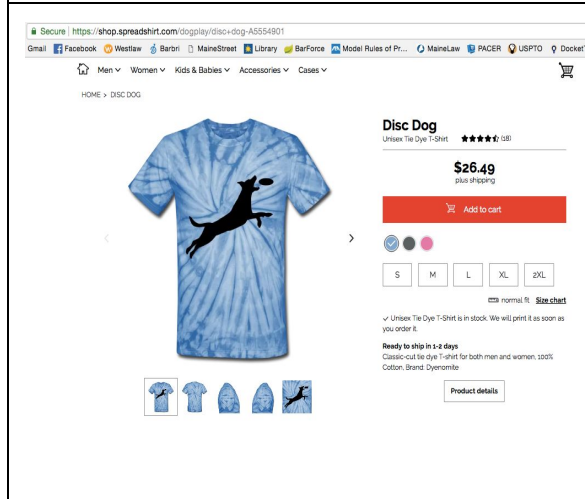 Secure | https://shop.spreadshirt.com/dogplay/disc+dog-A5554901
Gmail Facebook Westlaw Barbri MaineStreet Library BarForce Model Rules of Pr... MaineLaw PACER USPTO Docket
Men Women Kids & Babies Accessories Cases
HOME > DISC DOG
Disc Dog
Unisex Tie Dye T-Shirt (18)
$26.49
plus shipping
Add to cart
S M L XL 2XL
normal fit Size chart
✓ Unisex Tie Dye T-Shirt is in stock. We will print it as soon as
you order it.
Ready to ship in 1-2 days
Classic-cut tie dye T-shirt for both men and women, 100%
Cotton, Brand: Dyenomite
Product details